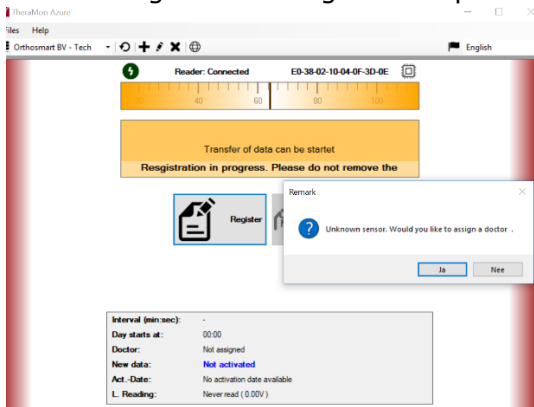 TheraMon Azure
Files Help
Orthosmart BV - Tech English
Reader: Connected E0-38-02-10-04-0F-3D-0E
20 40 60 80 100
Transfer of data can be startet
Resgistration in progress. Please do not remove the
Remark
Register
Unknown sensor. Would you like to assign a doctor .
Ja Nee
Interval (min:sec): -
Day starts at: 00:00
Doctor: Not assigned
New data: Not activated
Act.-Date: No activation date available
L. Reading: Never read ( 0.00V )